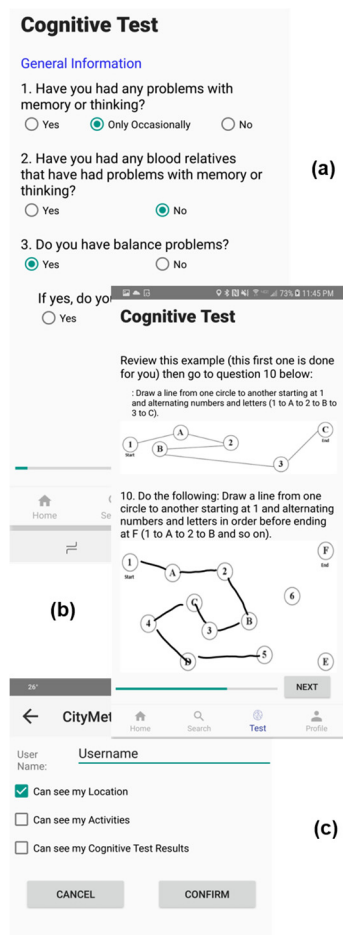 Cognitive Test
General Information
1. Have you had any problems with
memory or thinking?
Yes
Only Occasionally
No
2. Have you had any blood relatives
that have had problems with memory or
thinking?
Yes
No
3. Do you have balance problems?
Yes
No
If yes, do you
Yes
Home
(a)
73% 11:45 PM
Cognitive Test
Review this example (this first one is done
for you) then go to question 10 below:
: Draw a line from one circle to another starting at 1
and alternating numbers and letters (1 to A to 2 to B to
3 to C).
1
Start
A
B
2
3
C
End
10. Do the following: Draw a line from one
circle to another starting at 1 and alternating
numbers and letters in order before ending
at F (1 to A to 2 to B and so on).
1
Start
A
2
F
End
6
C
4
3
B
D
5
E
NEXT
Home
Search
Test
Profile
(b)
26°
CityMet
User
Name:
Username
Can see my Location
Can see my Activities
Can see my Cognitive Test Results
CANCEL
CONFIRM
(c)